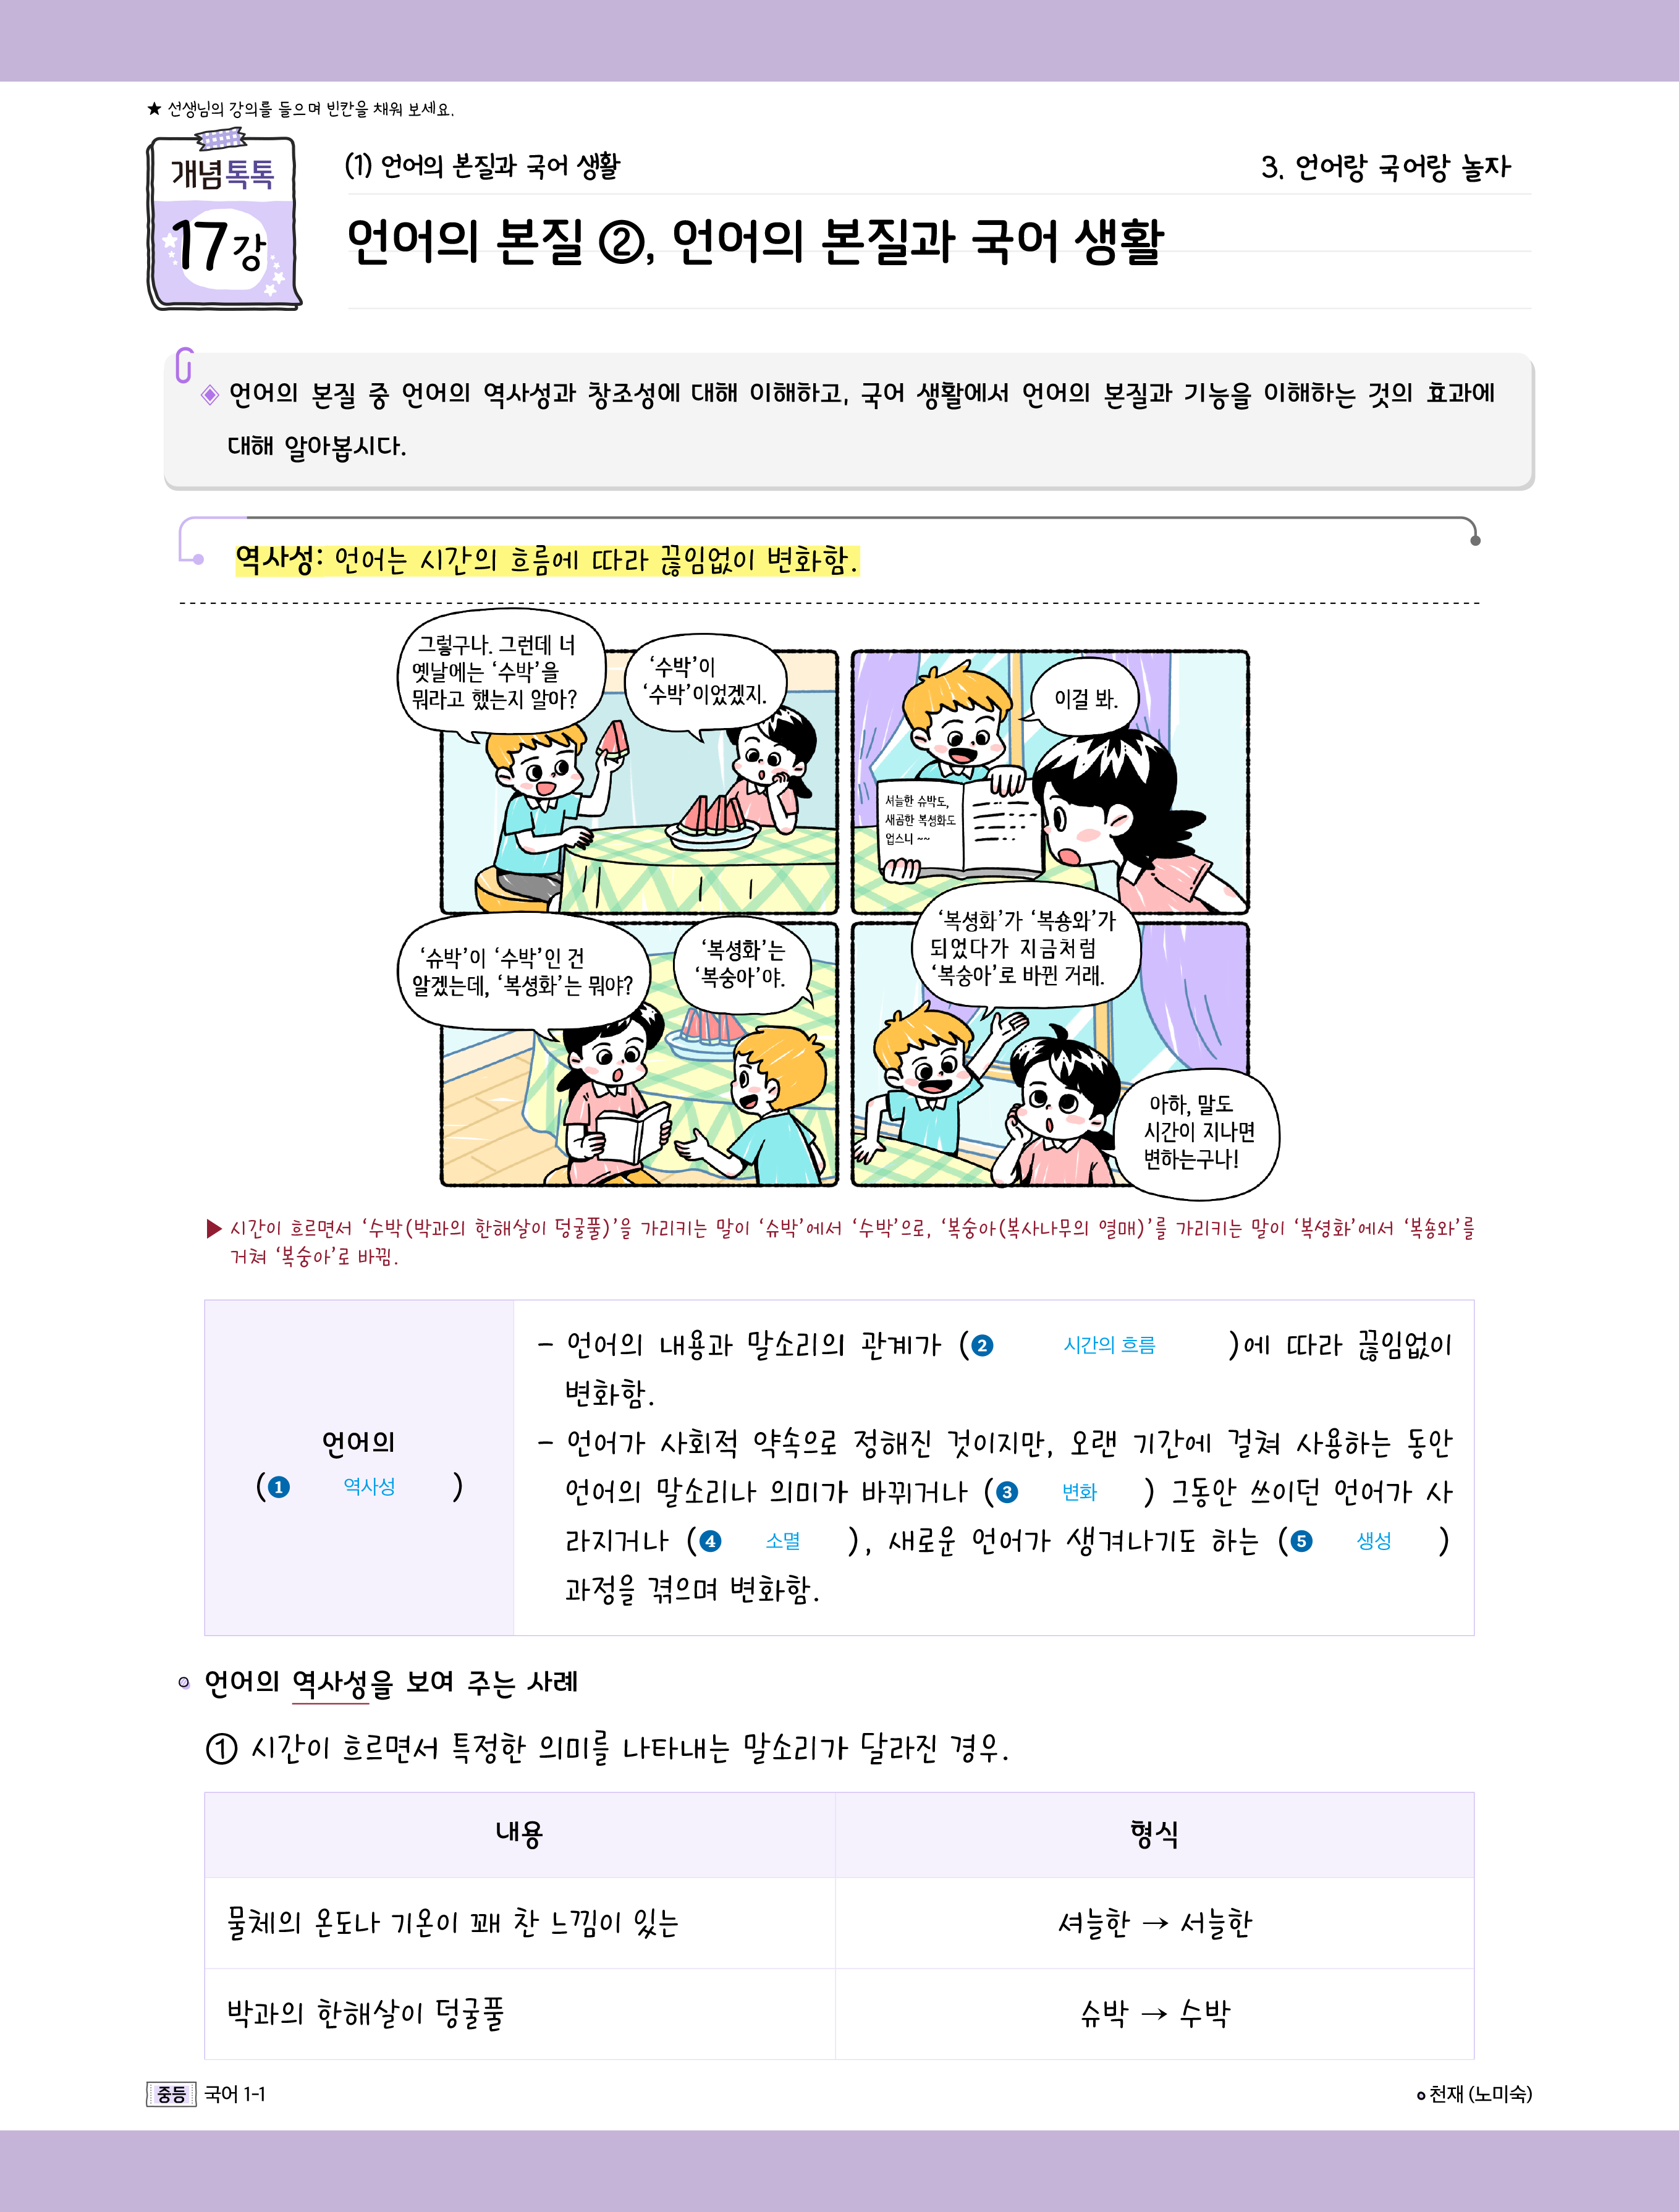 ★ 선생님의 강의를 들으며 빈칸을 채워 보세요.
개념톡톡
17강
(1) 언어의 본질과 국어 생활
3. 언어랑 국어랑 놀자
언어의 본질 ②, 언어의 본질과 국어 생활
◈ 언어의 본질 중 언어의 역사성과 창조성에 대해 이해하고, 국어 생활에서 언어의 본질과 기능을 이해하는 것의 효과에
대해 알아봅시다.
역사성: 언어는 시간의 흐름에 따라 끊임없이 변화함.
그렇구나. 그런데 너
옛날에는 ‘수박’을
뭐라고 했는지 알아?
‘수박’이
‘수박’이었겠지.
이걸 봐.
서늘한 슈박도,
새곰한 복셩화도
업스니 ~~
‘슈박’이 ‘수박’인 건
알겠는데, ‘복셩화’는 뭐야?
‘복셩화’는
‘복숭아’야.
‘복셩화’가 ‘복숑와’가
되었다가 지금처럼
‘복숭아’로 바뀐 거래.
아하, 말도
시간이 지나면
변하는구나!
▶ 시간이 흐르면서 ‘수박(박과의 한해살이 덩굴풀)’을 가리키는 말이 ‘슈박’에서 ‘수박’으로, ‘복숭아(복사나무의 열매)’를 가리키는 말이 ‘복셩화’에서 ‘복숑와’를
거쳐 ‘복숭아’로 바뀜.
언어의
(❶ 역사성 )
– 언어의 내용과 말소리의 관계가 (❷ 시간의 흐름 )에 따라 끊임없이
변화함.
– 언어가 사회적 약속으로 정해진 것이지만, 오랜 기간에 걸쳐 사용하는 동안
언어의 말소리나 의미가 바뀌거나 (❸ 변화 ) 그동안 쓰이던 언어가 사
라지거나 (❹ 소멸 ), 새로운 언어가 생겨나기도 하는 (❺ 생성 )
과정을 겪으며 변화함.
언어의 역사성을 보여 주는 사례
① 시간이 흐르면서 특정한 의미를 나타내는 말소리가 달라진 경우.
내용
형식
물체의 온도나 기온이 꽤 찬 느낌이 있는
셔늘한 → 서늘한
박과의 한해살이 덩굴풀
슈박 → 수박
중등 국어 1-1
천재 (노미숙)